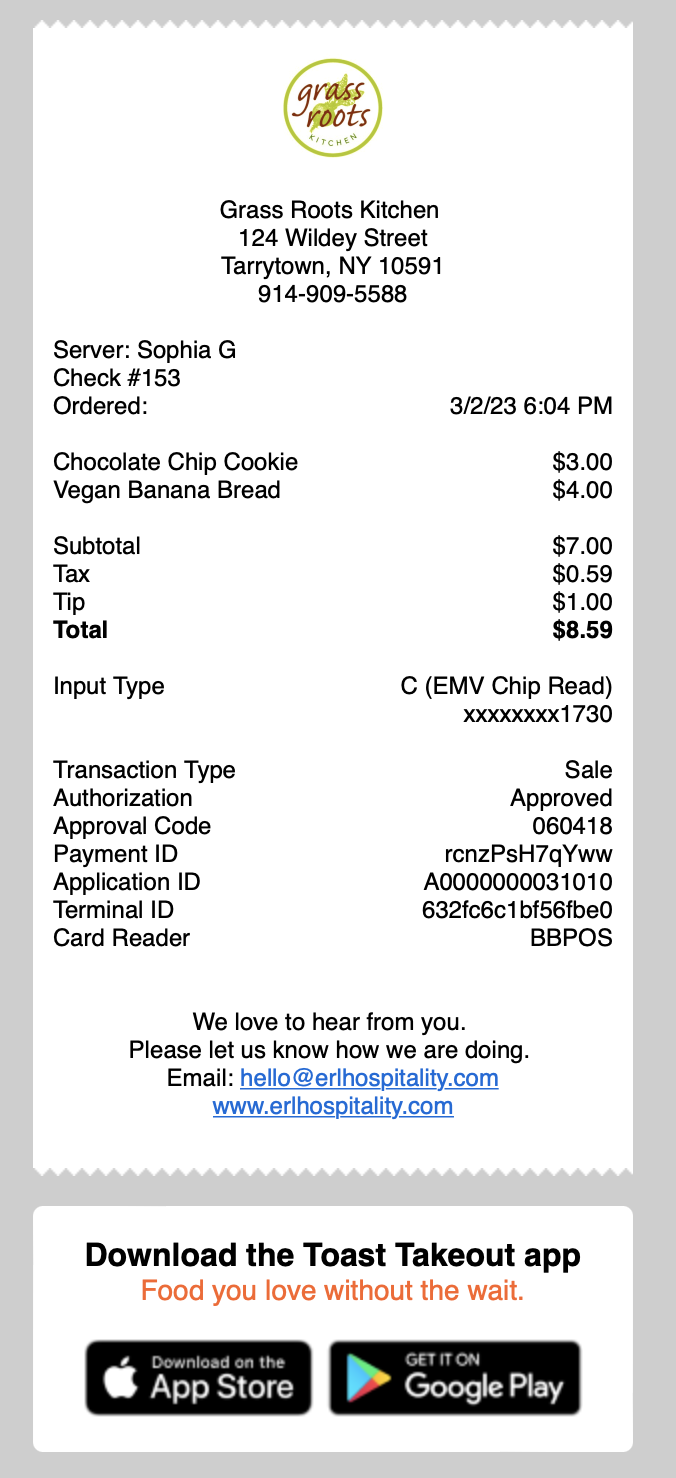 grass
roots
KITCHEN
Grass Roots Kitchen
124 Wildey Street
Tarrytown, NY 10591
914-909-5588
Server: Sophia G
Check #153
Ordered: 3/2/23 6:04 PM
Chocolate Chip Cookie $3.00
Vegan Banana Bread $4.00
Subtotal $7.00
Tax $0.59
Tip $1.00
Total $8.59
Input Type C (EMV Chip Read)
xxxxxxxx1730
Transaction Type Sale
Authorization Approved
Approval Code 060418
Payment ID rcnzPsH7qYww
Application ID A0000000031010
Terminal ID 632fc6c1bf56fbe0
Card Reader BBPOS
We love to hear from you.
Please let us know how we are doing.
Email: hello@erlhospitality.com
www.erlhospitality.com
Download the Toast Takeout app
Food you love without the wait.
Download on the
App Store
GET IT ON
Google Play